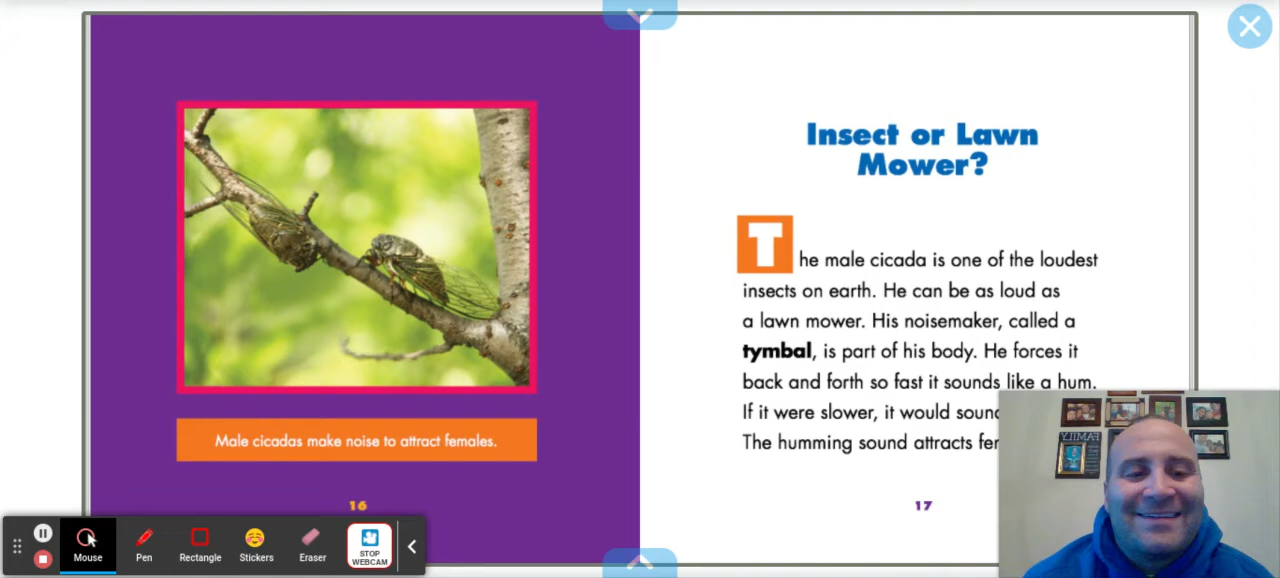 Insect or Lawn
Mower?
The male cicada is one of the loudest
insects on earth. He can be as loud as
a lawn mower. His noisemaker, called a
tymbal, is part of his body. He forces it
back and forth so fast it sounds like a hum.
If it were slower, it would
The humming sound attracts
Male cicadas make noise to attract females.
16
17
Mouse
Pen
Rectangle
Stickers
Eraser
STOP
WEBCAM